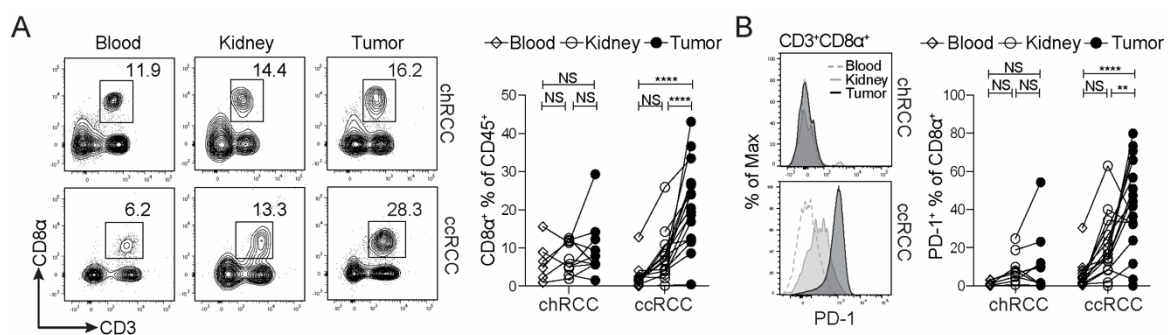 A
Blood
Kidney
Tumor
11.9
14.4
16.2
chRCC
6.2
13.3
28.3
ccRCC
CD8α
CD3
◇ Blood ○ Kidney ● Tumor
NS
NS NS
****
NS ****
CD8α⁺ % of CD45⁺
50
40
30
20
10
0
chRCC
ccRCC
B
CD3⁺CD8α⁺
Blood
Kidney
Tumor
chRCC
ccRCC
% of Max
PD-1
◇ Blood ○ Kidney ● Tumor
NS
NS NS
****
NS **
PD-1⁺ % of CD8α⁺
100
80
60
40
20
0
chRCC
ccRCC